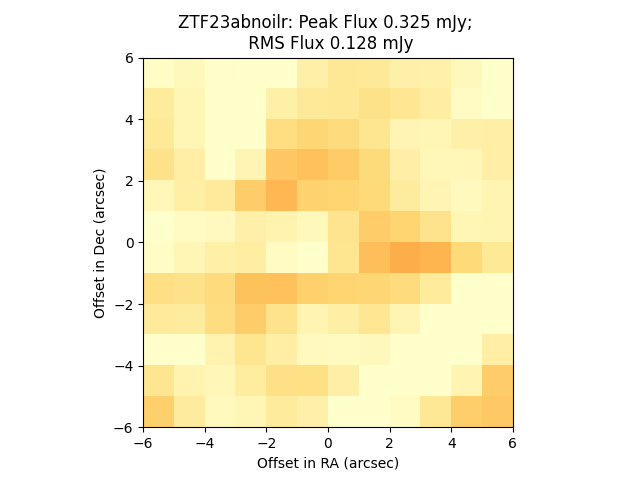 ZTF23abnoilr: Peak Flux 0.325 mJy;
RMS Flux 0.128 mJy
6
4
2
0
−2
−4
−6
Offset in Dec (arcsec)
−6 −4 −2 0 2 4 6
Offset in RA (arcsec)